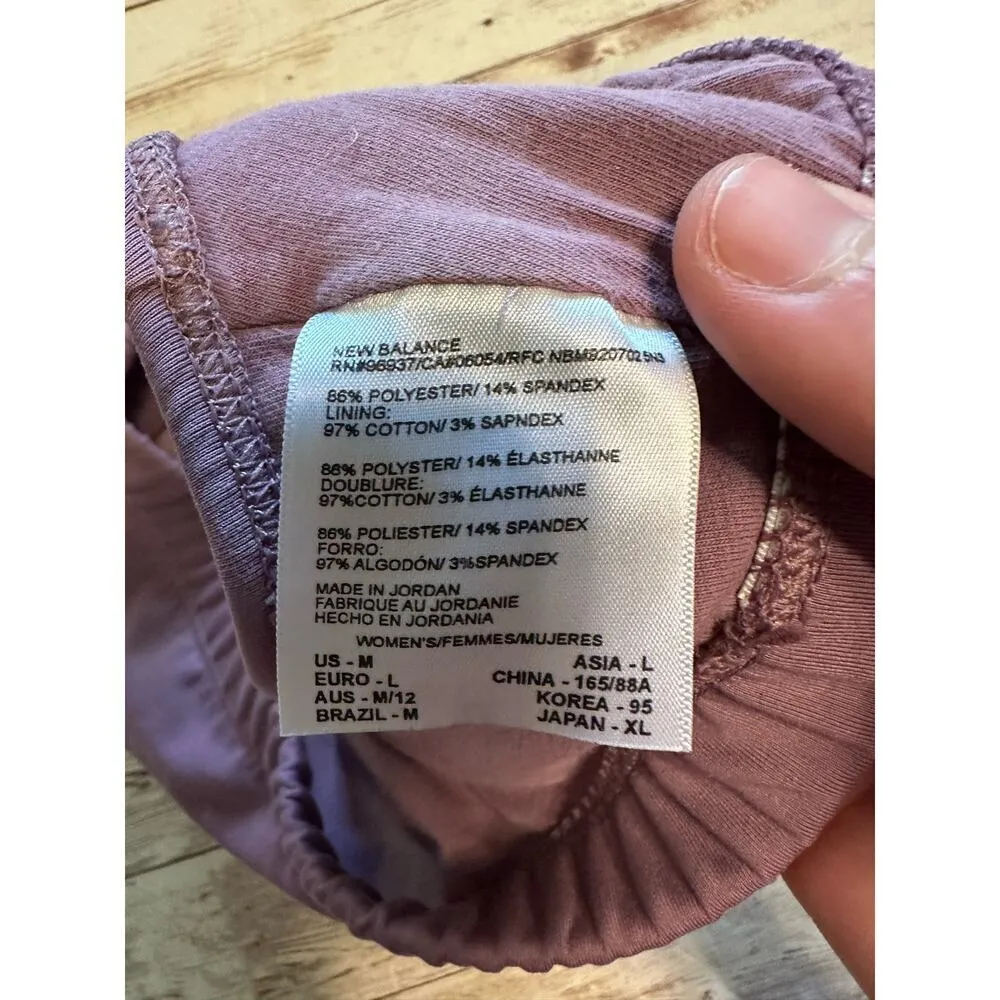 NEW BALANCE
RN#96937/CA#06054/RFC
86% POLYESTER/ 14% SPANDEX
LINING:
97% COTTON/ 3% SAPNDEX
86% POLYSTER/ 14% ÉLASTHANNE
DOUBLURE:
97%COTTON/ 3% ÉLASTHANNE
86% POLIESTER/ 14% SPANDEX
FORRO:
97% ALGODÓN/ 3%SPANDEX
MADE IN JORDAN
FABRIQUE AU JORDANIE
HECHO EN JORDANIA
WOMEN'S/FEMMES/MUJERES
US - M ASIA - L
EURO - L CHINA - 165/88A
AUS - M/12 KOREA - 95
BRAZIL - M JAPAN - XL